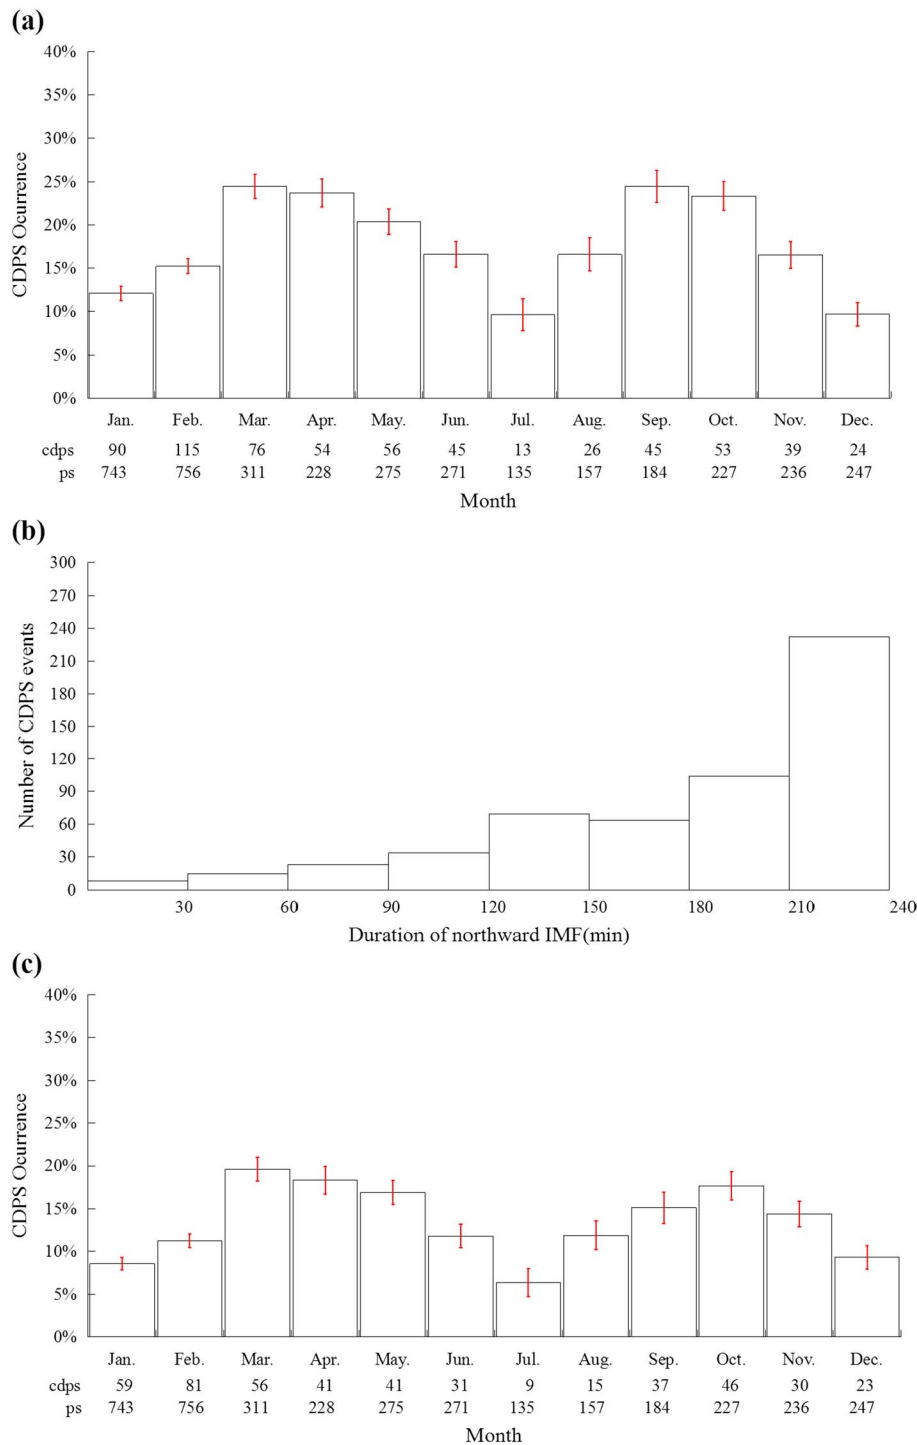 (a)
40%
35%
30%
25%
20%
15%
10%
5%
0%
CDPS Ocurrence
Jan. Feb. Mar. Apr. May. Jun. Jul. Aug. Sep. Oct. Nov. Dec.
cdps 90 115 76 54 56 45 13 26 45 53 39 24
ps 743 756 311 228 275 271 135 157 184 227 236 247
Month
(b)
300
270
240
210
180
150
120
90
60
30
0
Number of CDPS events
30 60 90 120 150 180 210 240
Duration of northward IMF(min)
(c)
40%
35%
30%
25%
20%
15%
10%
5%
0%
CDPS Ocurrence
Jan. Feb. Mar. Apr. May. Jun. Jul. Aug. Sep. Oct. Nov. Dec.
cdps 59 81 56 41 41 31 9 15 37 46 30 23
ps 743 756 311 228 275 271 135 157 184 227 236 247
Month